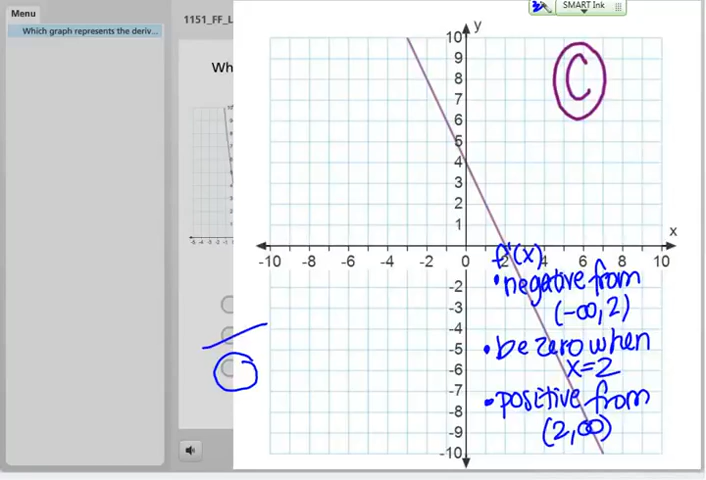 Menu
SMART Ink
Which graph represents the deriv...
1151_FF_L
Wh
C
y
10
9
8
7
6
5
4
3
2
1
x
-10 -8 -6 -4 -2 0 2 4 6 8 10
-2
-3
-4
-5
-6
-7
-8
-9
-10
f'(x)
• negative from
(-∞, 2)
• be zero when
x=2
• positive from
(2, ∞)